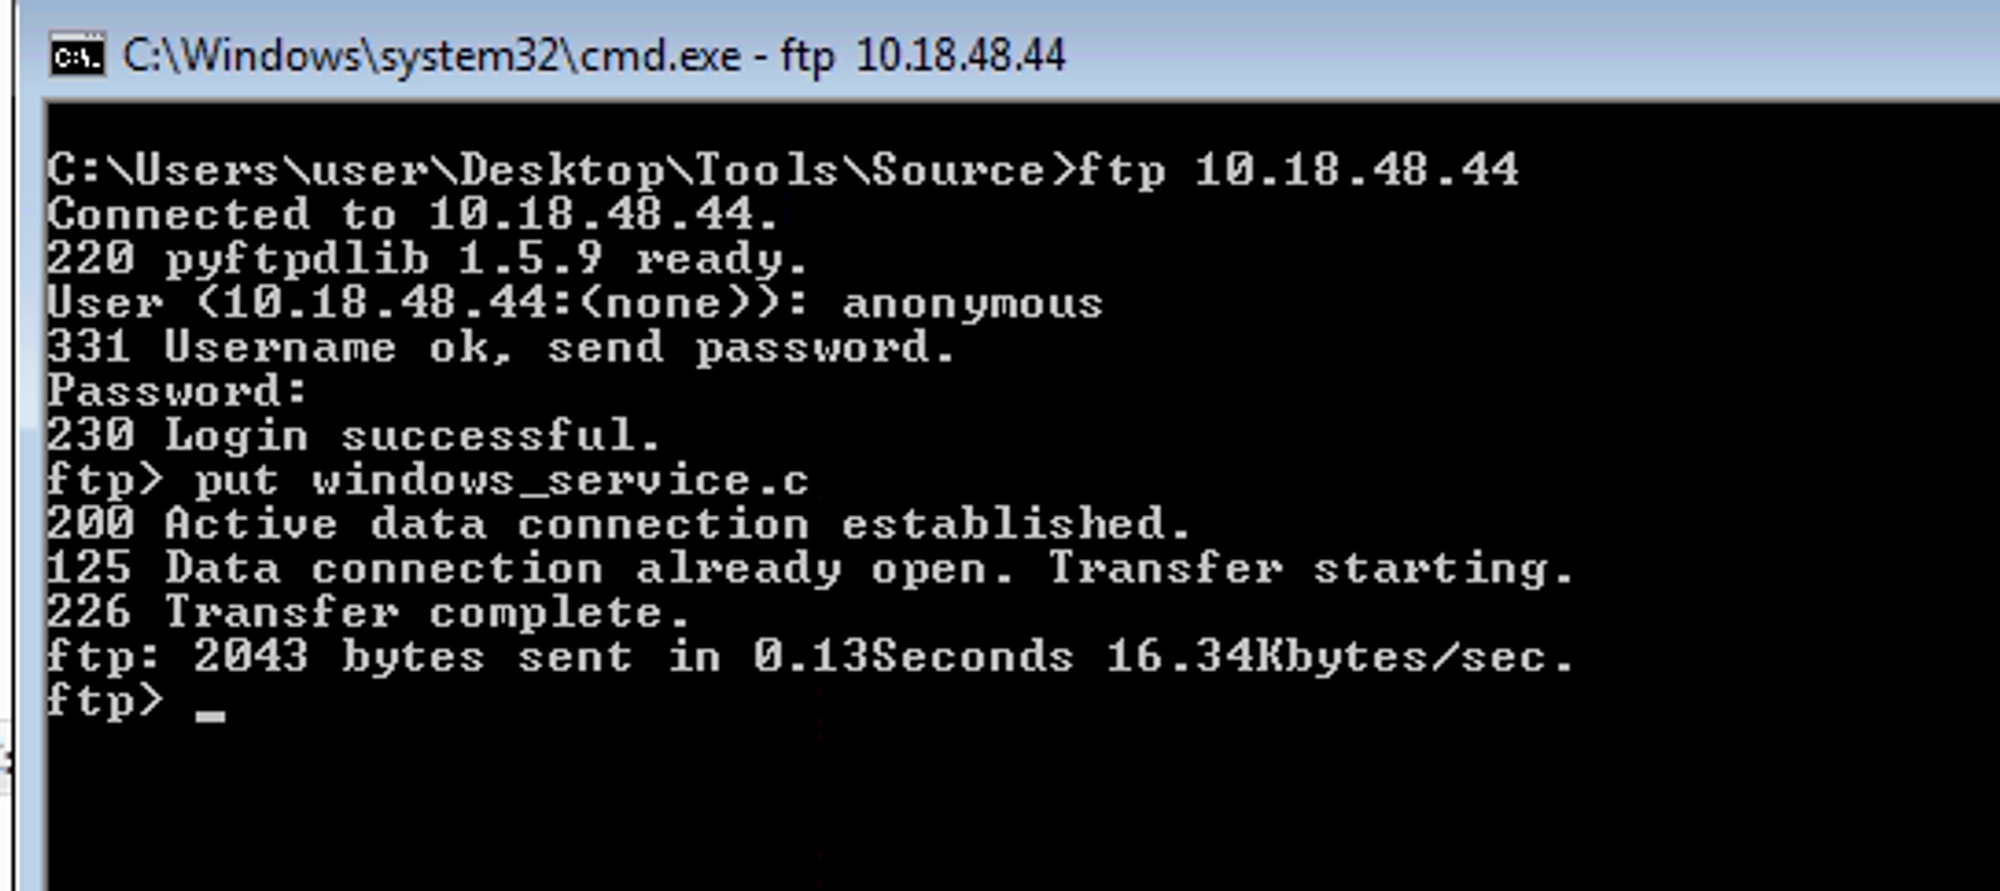 C:\Windows\system32\cmd.exe - ftp 10.18.48.44
C:\Users\user\Desktop\Tools\Source>ftp 10.18.48.44
Connected to 10.18.48.44.
220 pyftpdlib 1.5.9 ready.
User (10.18.48.44:(none)): anonymous
331 Username ok, send password.
Password:
230 Login successful.
ftp> put windows_service.c
200 Active data connection established.
125 Data connection already open. Transfer starting.
226 Transfer complete.
ftp: 2043 bytes sent in 0.13Seconds 16.34Kbytes/sec.
ftp> _